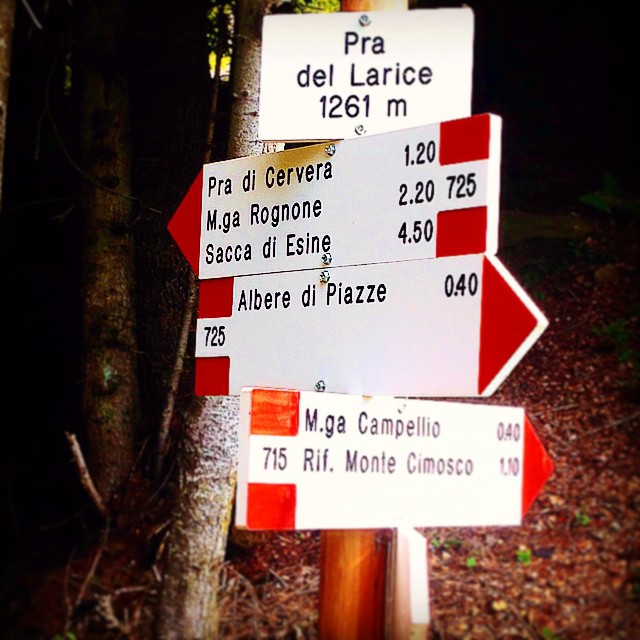 Pra
del Larice
1261 m
Pra di Cervera 1.20
M.ga Rognone 2.20 725
Sacca di Esine 4.50
Albere di Piazze 0.40
725
M.ga Campellio 0.40
715 Rif. Monte Cimosco 1.10